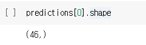 [ ] predictions[0].shape
(46,)